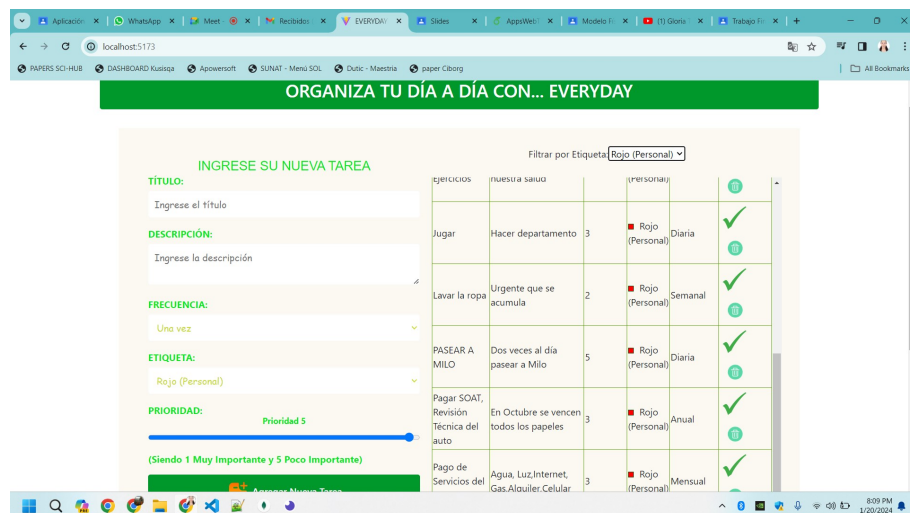 Aplicación
WhatsApp
Meet -
Recibidos
EVERYDAY
Slides
AppsWeb
Modelo Fi
(1) Gloria
Trabajo Fin
localhost:5173
PAPERS SCI-HUB
DASHBOARD Kusisqa
Apowersoft
SUNAT - Menú SOL
Dutic - Maestria
paper Ciborg
All Bookmarks
ORGANIZA TU DÍA A DÍA CON... EVERYDAY
INGRESE SU NUEVA TAREA
TÍTULO:
Ingrese el título
DESCRIPCIÓN:
Ingrese la descripción
FRECUENCIA:
Una vez
ETIQUETA:
Rojo (Personal)
PRIORIDAD:
Prioridad 5
(Siendo 1 Muy Importante y 5 Poco Importante)
Agregar Nueva Tarea
Filtrar por Etiqueta: Rojo (Personal)
Ejercicios nuestra salud (Personal)
Jugar Hacer departamento 3 Rojo (Personal) Diaria
Lavar la ropa Urgente que se acumula 2 Rojo (Personal) Semanal
PASEAR A MILO Dos veces al día pasear a Milo 5 Rojo (Personal) Diaria
Pagar SOAT, Revisión Técnica del auto En Octubre se vencen todos los papeles 3 Rojo (Personal) Anual
Pago de Servicios del Agua, Luz,Internet, Gas.Alquiler.Celular 3 Rojo (Personal) Mensual
8:09 PM
1/20/2024